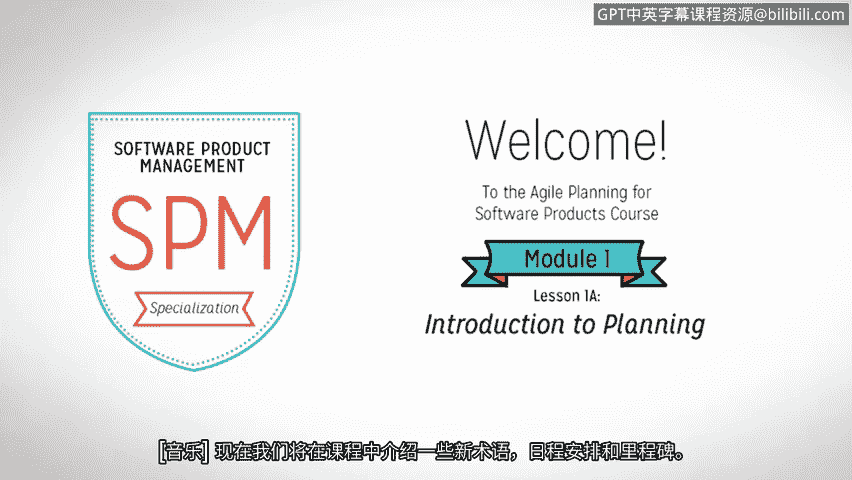 GPT中英字幕课程资源@bilibili.com
SOFTWARE PRODUCT
MANAGEMENT
SPM
Specialization
Welcome!
To the Agile Planning for
Software Products Course
Module 1
Lesson 1A:
Introduction to Planning
[音乐] 现在我们将在课程中介绍一些新术语，日程安排和里程碑。